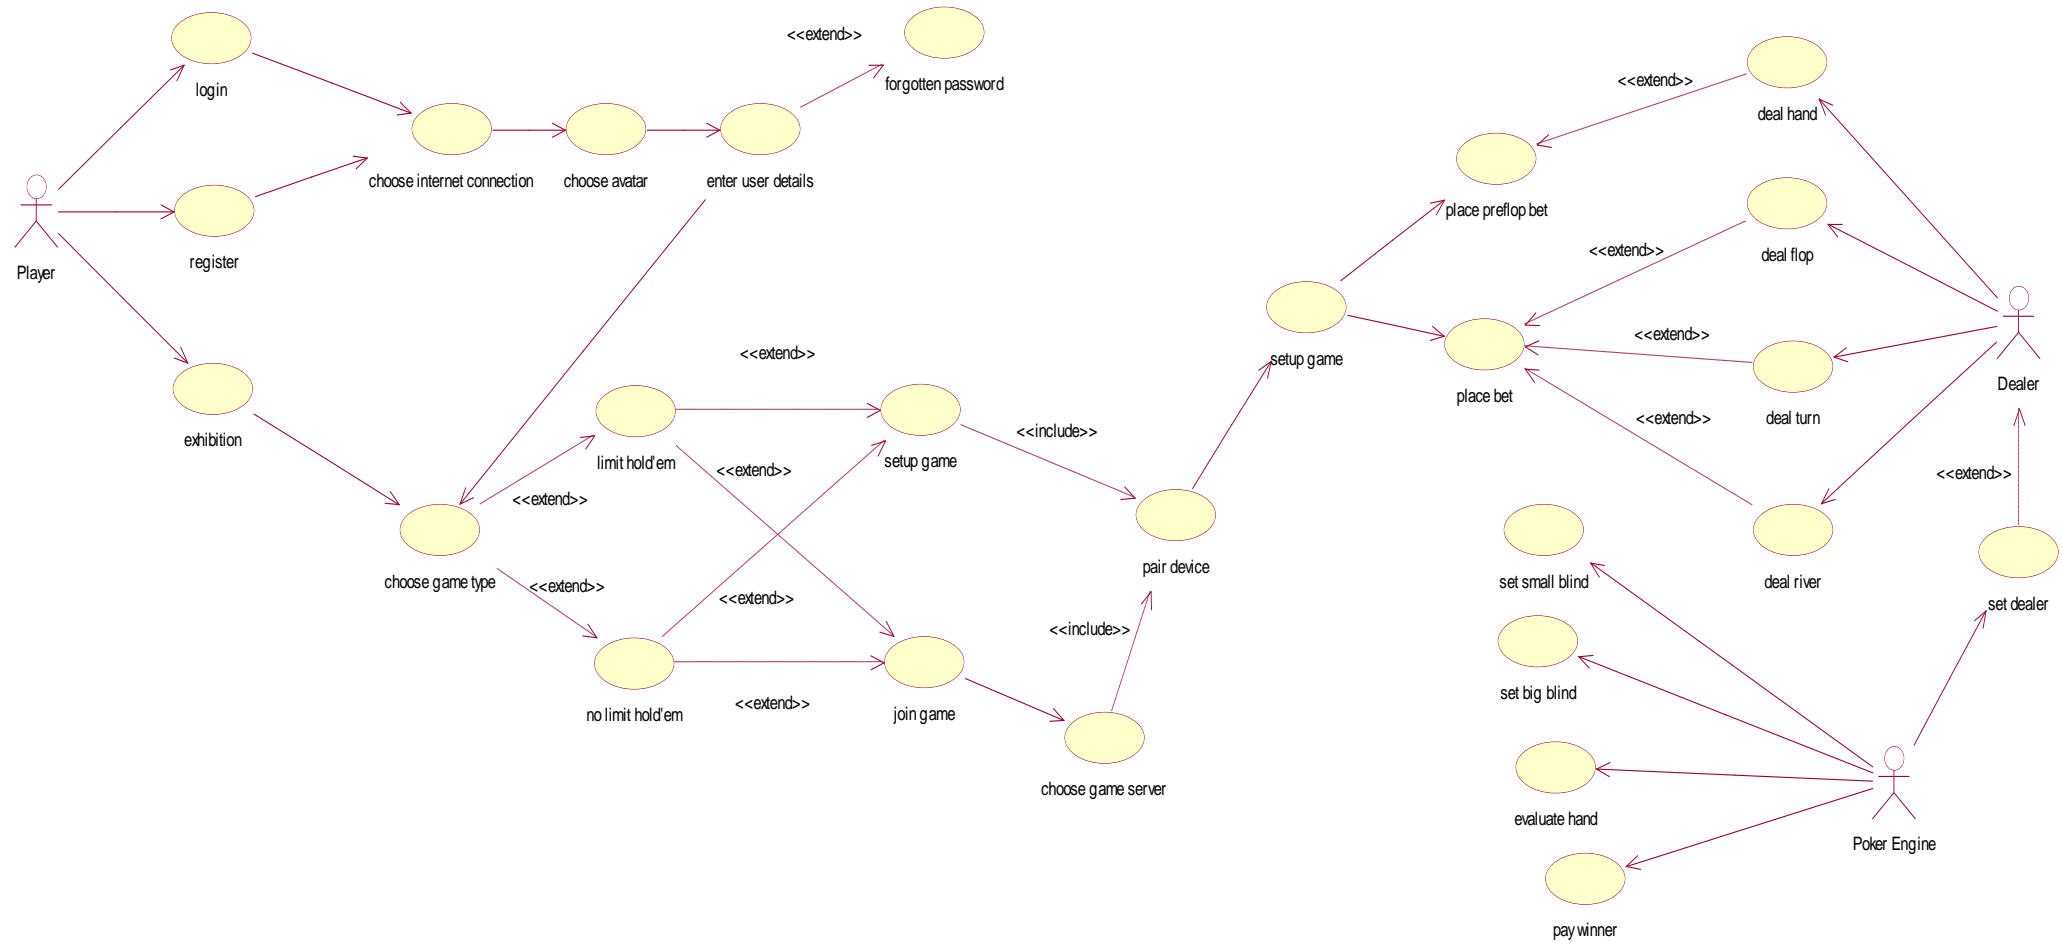 <<extend>>
forgotten password
login
choose internet connection
choose avatar
enter user details
Player
register
exhibition
<<extend>>
limit hold'em
setup game
<<extend>>
<<extend>>
choose game type
<<extend>>
<<extend>>
no limit hold'em
<<extend>>
join game
<<include>>
pair device
<<include>>
choose game server
<<extend>>
deal hand
place preflop bet
<<extend>>
deal flop
setup game
<<extend>>
place bet
<<extend>>
deal turn
Dealer
<<extend>>
set small blind
deal river
set dealer
set big blind
evaluate hand
Poker Engine
pay winner